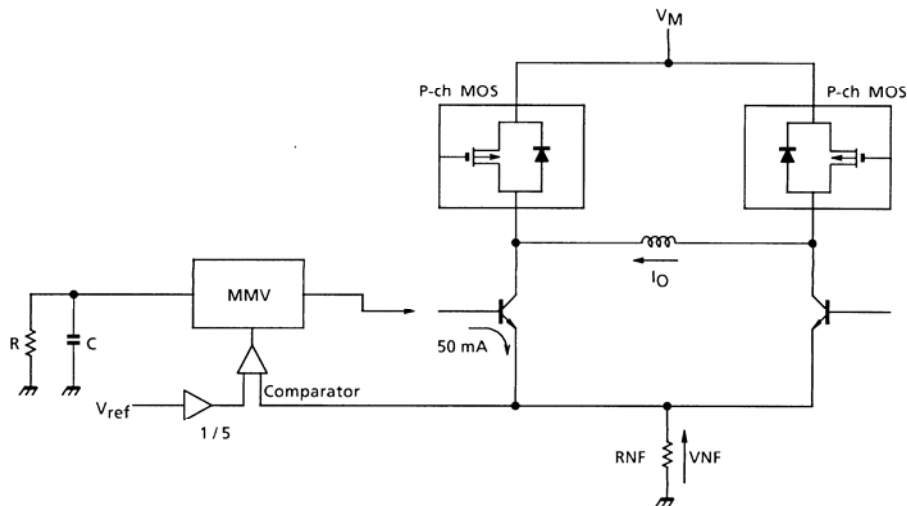 VM
P-ch MOS
P-ch MOS
IO
MMV
R
C
50 mA
Comparator
Vref
1/5
RNF
VNF